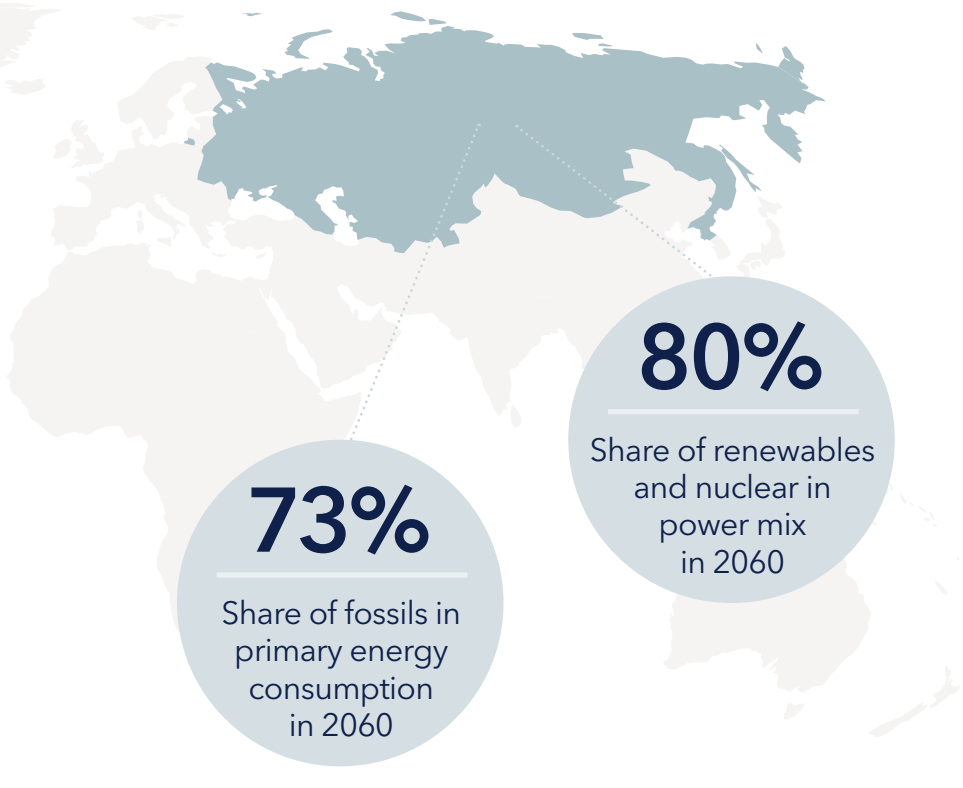 80%
Share of renewables
and nuclear in
power mix
in 2060
73%
Share of fossils in
primary energy
consumption
in 2060